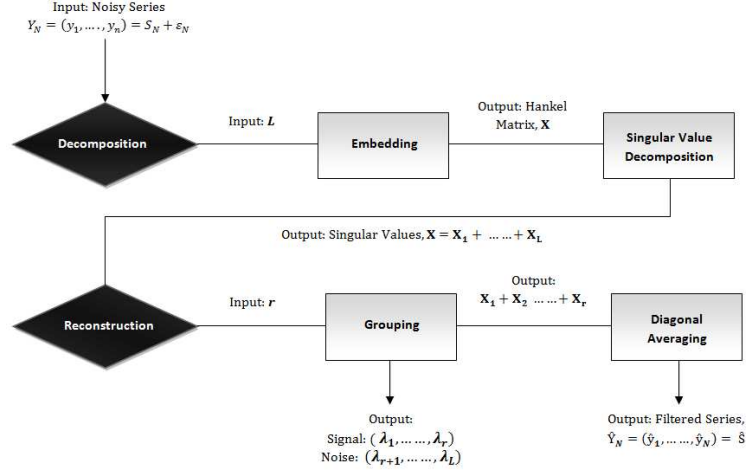 Input: Noisy Series
Y_N = (y_1, …., y_n) = S_N + ε_N
Decomposition
Input: L
Embedding
Output: Hankel
Matrix, X
Singular Value
Decomposition
Output: Singular Values, X = X_1 + … … + X_L
Reconstruction
Input: r
Grouping
Output:
X_1 + X_2 … … + X_r
Diagonal
Averaging
Output:
Signal: (λ_1, … … , λ_r)
Noise: (λ_{r+1}, … … , λ_L)
Output: Filtered Series,
Ŷ_N = (ŷ_1, … … , ŷ_N) = Ŝ